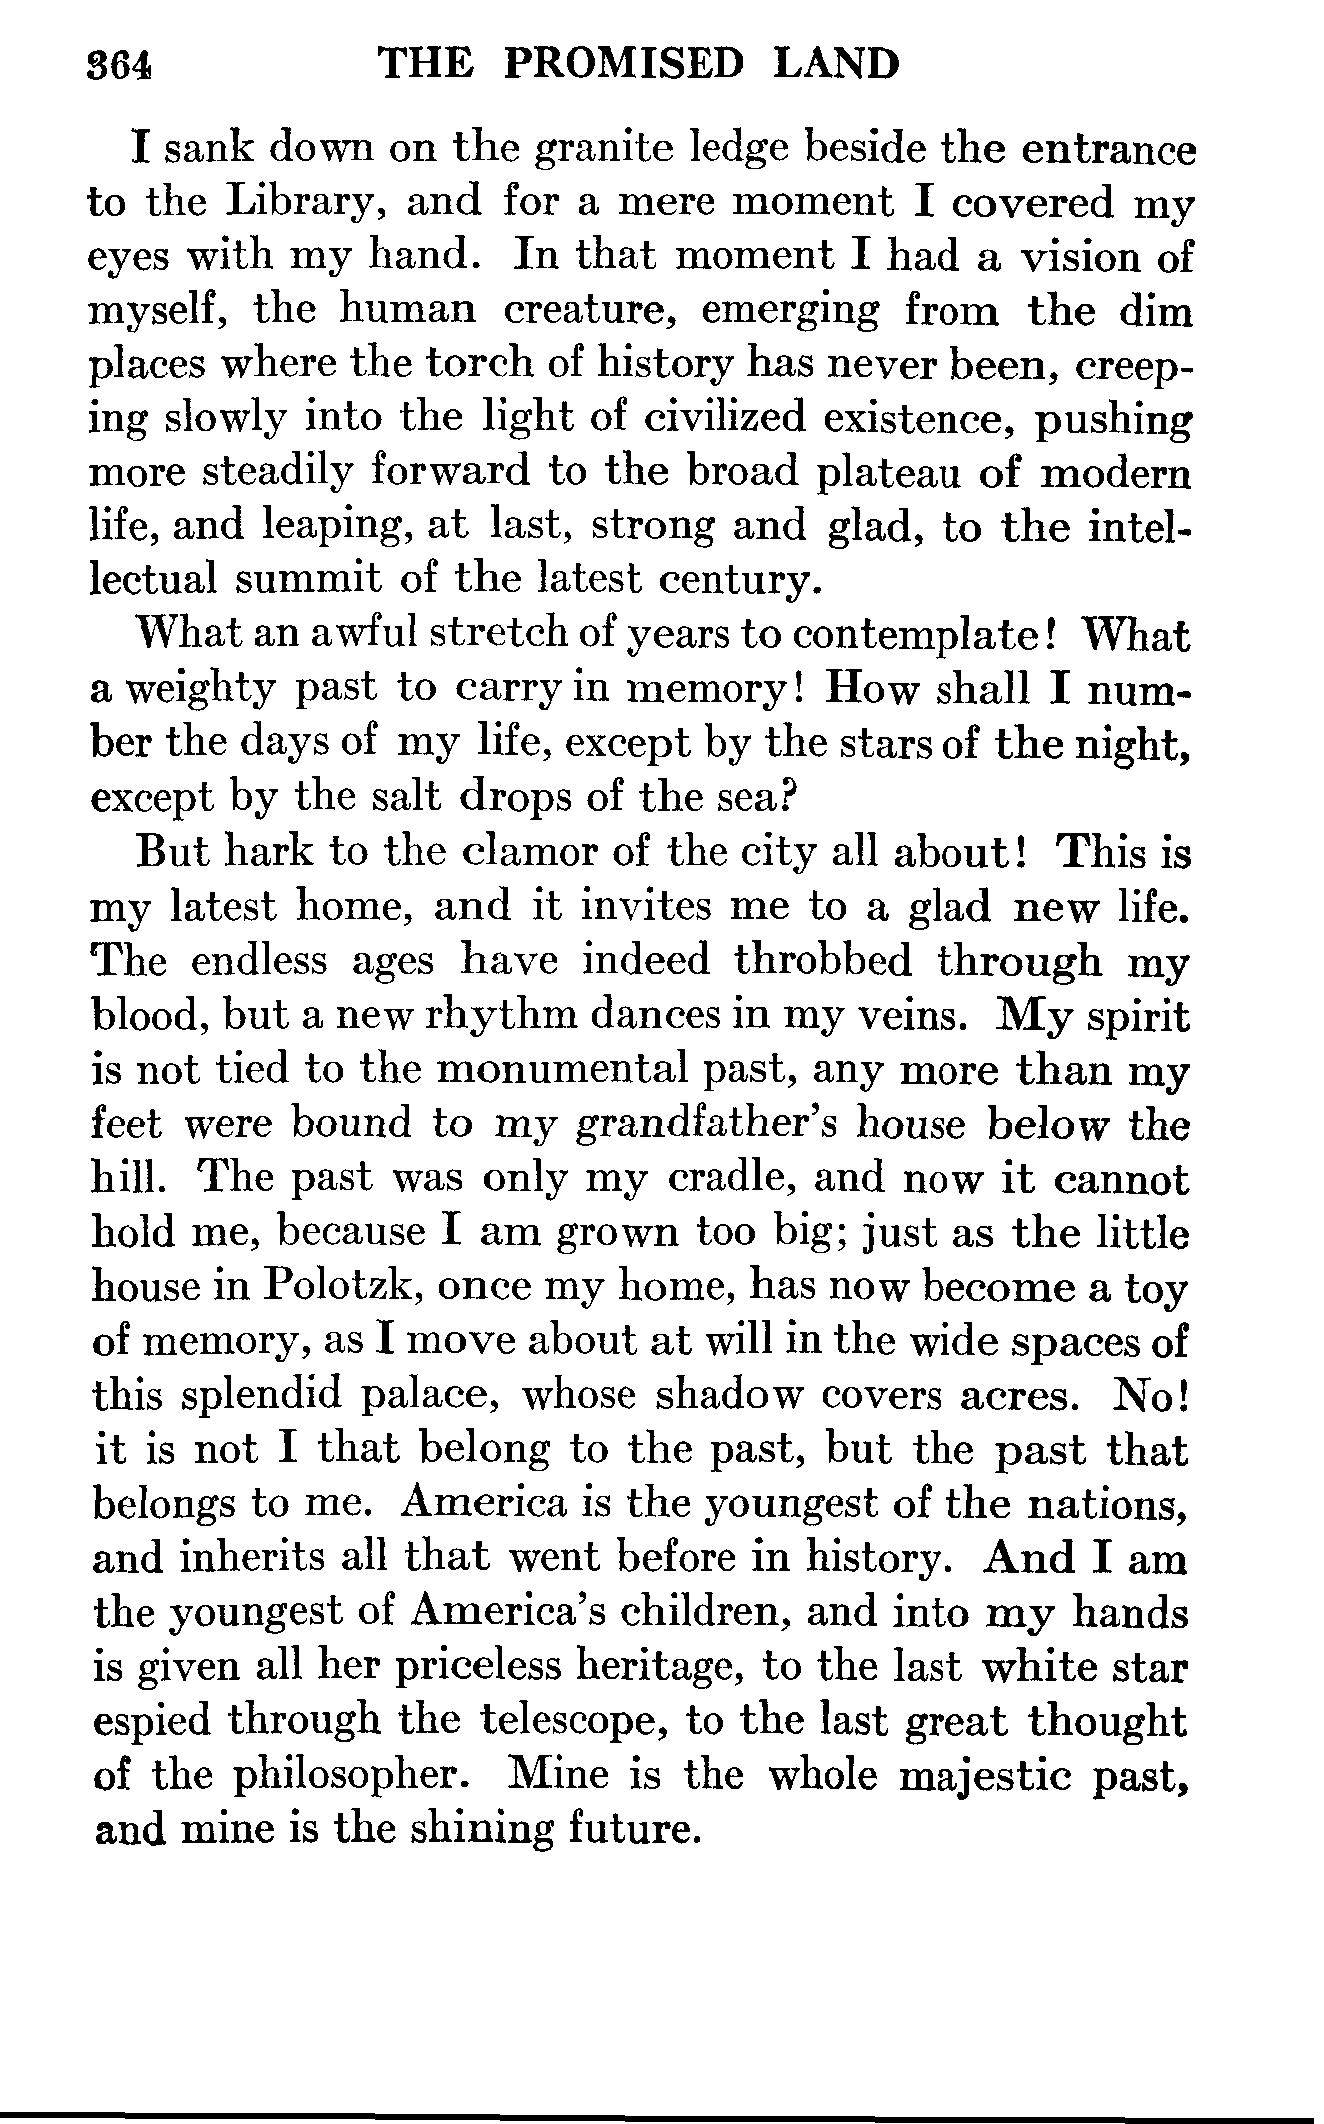 364 THE PROMISED LAND
I sank down on the granite ledge beside the entrance
to the Library, and for a mere moment I covered my
eyes with my hand. In that moment I had a vision of
myself, the human creature, emerging from the dim
places where the torch of history has never been, creep-
ing slowly into the light of civilized existence, pushing
more steadily forward to the broad plateau of modern
life, and leaping, at last, strong and glad, to the intel-
lectual summit of the latest century.
What an awful stretch of years to contemplate! What
a weighty past to carry in memory! How shall I num-
ber the days of my life, except by the stars of the night,
except by the salt drops of the sea?
But hark to the clamor of the city all about! This is
my latest home, and it invites me to a glad new life.
The endless ages have indeed throbbed through my
blood, but a new rhythm dances in my veins. My spirit
is not tied to the monumental past, any more than my
feet were bound to my grandfather's house below the
hill. The past was only my cradle, and now it cannot
hold me, because I am grown too big; just as the little
house in Polotzk, once my home, has now become a toy
of memory, as I move about at will in the wide spaces of
this splendid palace, whose shadow covers acres. No!
it is not I that belong to the past, but the past that
belongs to me. America is the youngest of the nations,
and inherits all that went before in history. And I am
the youngest of America's children, and into my hands
is given all her priceless heritage, to the last white star
espied through the telescope, to the last great thought
of the philosopher. Mine is the whole majestic past,
and mine is the shining future.